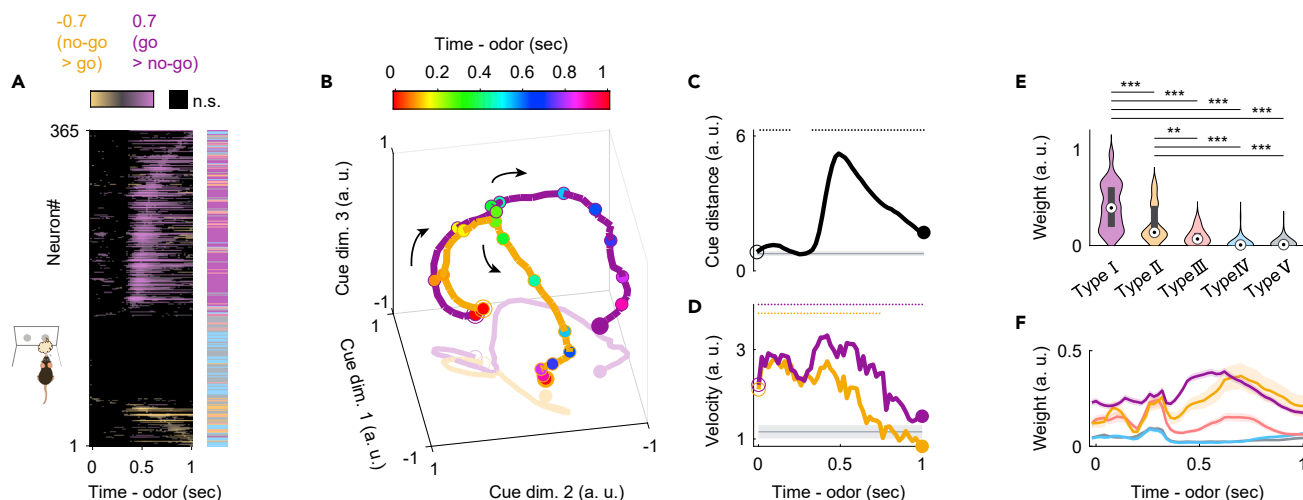 -0.7 0.7
(no-go (go
> go) > no-go)
A
n.s.
365
Neuron#
1
0 0.5 1
Time - odor (sec)
B
Time - odor (sec)
0 0.2 0.4 0.6 0.8 1
1
Cue dim. 3 (a. u.)
-1
1
Cue dim. 1 (a. u.)
-1
1
-1
Cue dim. 2 (a. u.)
C
6
Cue distance (a. u.)
0
D
3
Velocity (a. u.)
1
0 0.5 1
Time - odor (sec)
E
***
***
***
***
**
***
***
1
Weight (a. u.)
0
Type I
Type II
Type III
Type IV
Type V
F
0.5
Weight (a. u.)
0
0 0.5 1
Time - odor (sec)